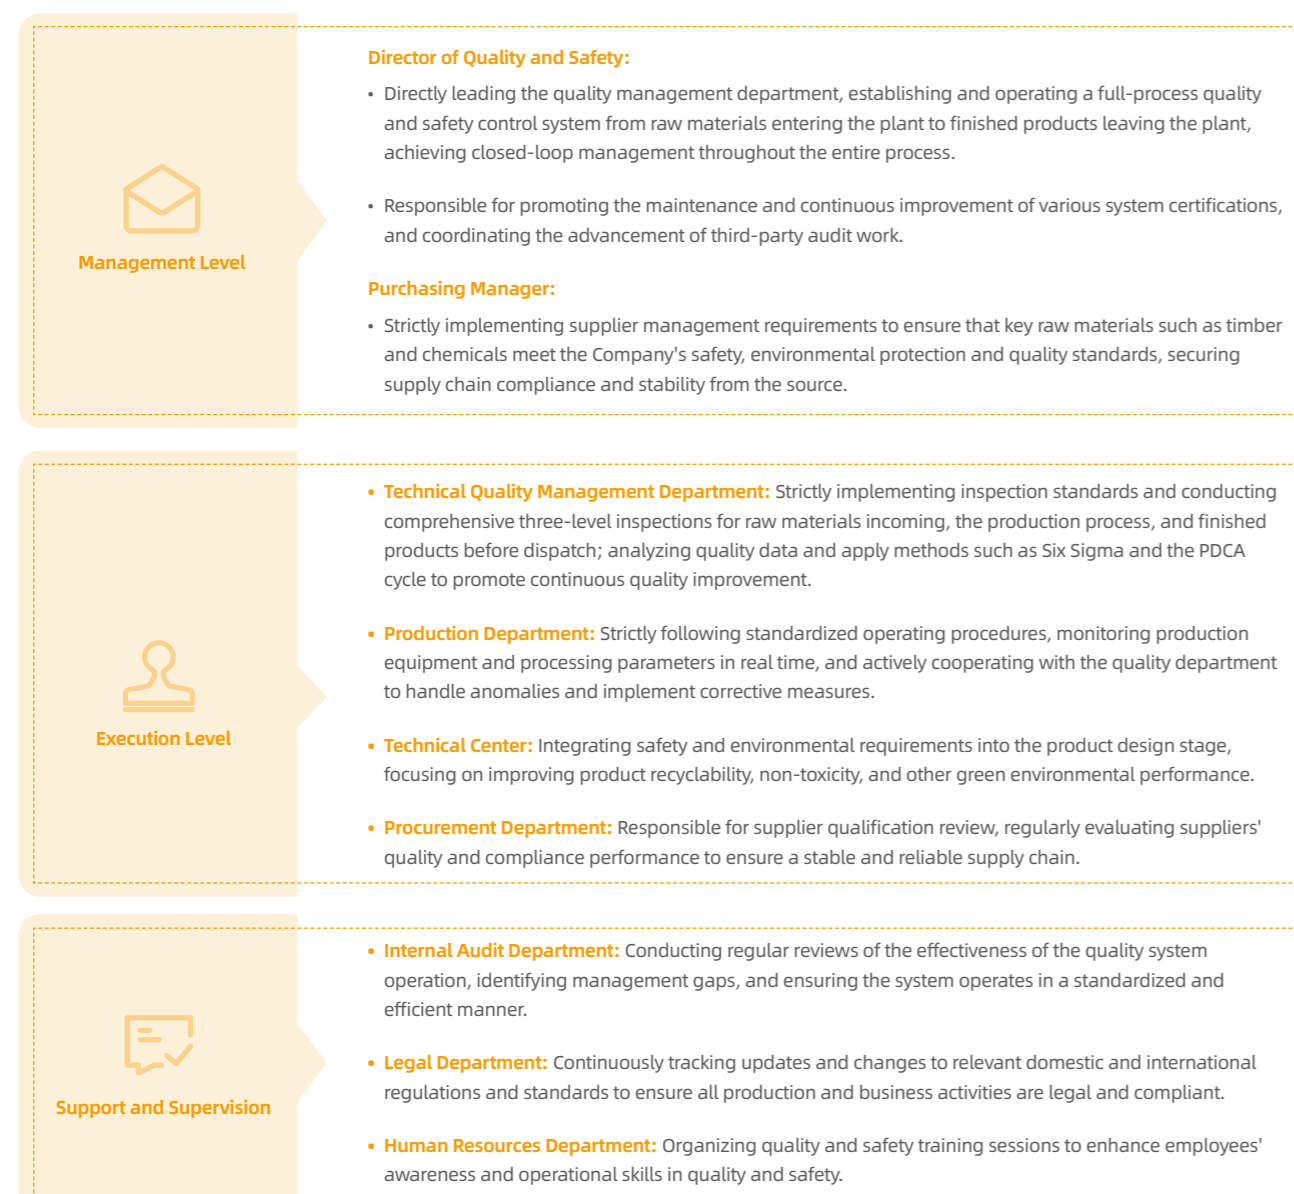 Director of Quality and Safety:
• Directly leading the quality management department, establishing and operating a full-process quality
and safety control system from raw materials entering the plant to finished products leaving the plant,
achieving closed-loop management throughout the entire process.
• Responsible for promoting the maintenance and continuous improvement of various system certifications,
and coordinating the advancement of third-party audit work.
Management Level
Purchasing Manager:
• Strictly implementing supplier management requirements to ensure that key raw materials such as timber
and chemicals meet the Company's safety, environmental protection and quality standards, securing
supply chain compliance and stability from the source.
• Technical Quality Management Department: Strictly implementing inspection standards and conducting
comprehensive three-level inspections for raw materials incoming, the production process, and finished
products before dispatch; analyzing quality data and apply methods such as Six Sigma and the PDCA
cycle to promote continuous quality improvement.
• Production Department: Strictly following standardized operating procedures, monitoring production
equipment and processing parameters in real time, and actively cooperating with the quality department
to handle anomalies and implement corrective measures.
Execution Level
• Technical Center: Integrating safety and environmental requirements into the product design stage,
focusing on improving product recyclability, non-toxicity, and other green environmental performance.
• Procurement Department: Responsible for supplier qualification review, regularly evaluating suppliers'
quality and compliance performance to ensure a stable and reliable supply chain.
• Internal Audit Department: Conducting regular reviews of the effectiveness of the quality system
operation, identifying management gaps, and ensuring the system operates in a standardized and
efficient manner.
• Legal Department: Continuously tracking updates and changes to relevant domestic and international
regulations and standards to ensure all production and business activities are legal and compliant.
Support and Supervision
• Human Resources Department: Organizing quality and safety training sessions to enhance employees'
awareness and operational skills in quality and safety.